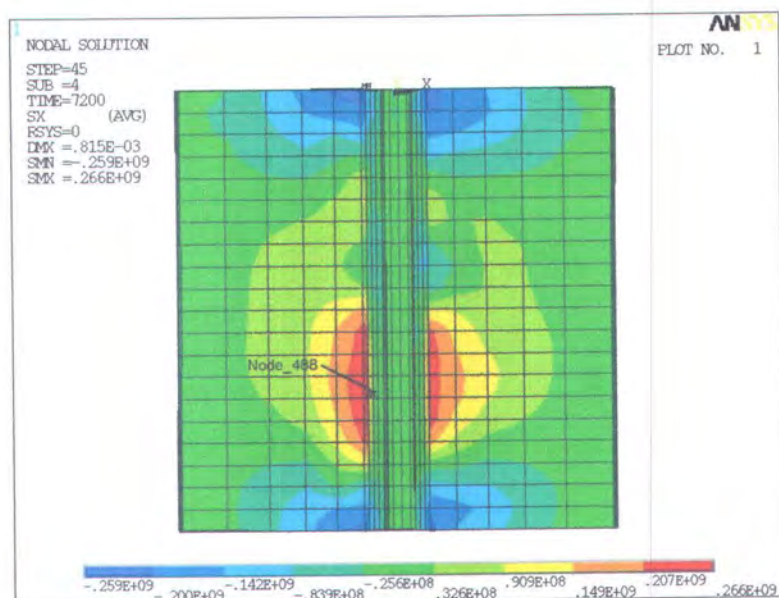 1
ANSYS
NODAL SOLUTION
PLOT NO. 1
STEP=45
SUB =4
TIME=7200
SX (AVG)
RSYS=0
DMX =.815E-03
SMN =-.259E+09
SMX =.266E+09
X
Node_488
-.259E+09 -.142E+09 -.256E+08 .909E+08 .207E+09
-.200E+09 -.839E+08 .326E+08 .149E+09 .266E+09